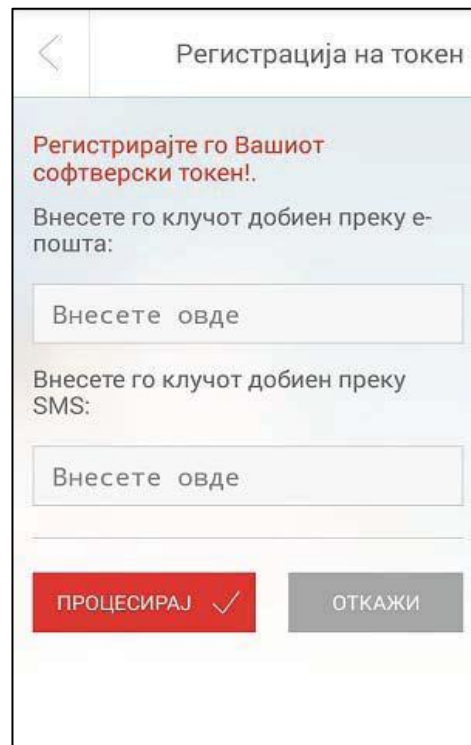 Регистрација на токен
Регистрирајте го Вашиот
софтверски токен!.
Внесете го клучот добиен преку е-
пошта:
Внесете овде
Внесете го клучот добиен преку
SMS:
Внесете овде
ПРОЦЕСИРАЈ
ОТКАЖИ